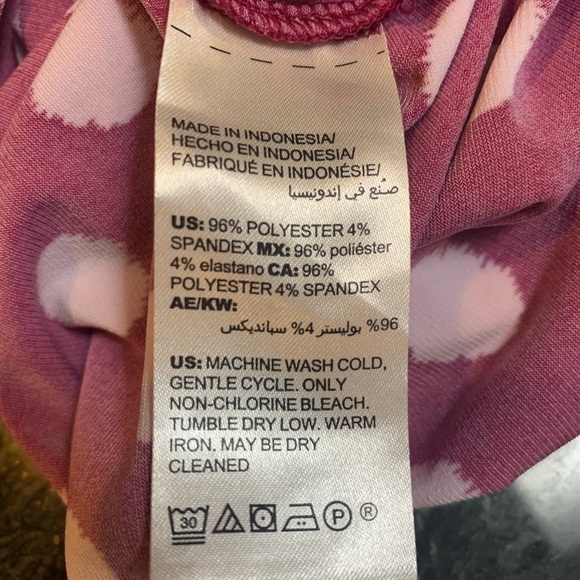 MADE IN INDONESIA/
HECHO EN INDONESIA/
FABRIQUÉ EN INDONÉSIE/
صُنع في إندونيسيا
US: 96% POLYESTER 4%
SPANDEX MX: 96% poliéster
4% elastano CA: 96%
POLYESTER 4% SPANDEX
AE/KW:
96% بوليستر 4% سبانديكس
US: MACHINE WASH COLD,
GENTLE CYCLE. ONLY
NON-CHLORINE BLEACH.
TUMBLE DRY LOW. WARM
IRON. MAY BE DRY
CLEANED
30 P ®